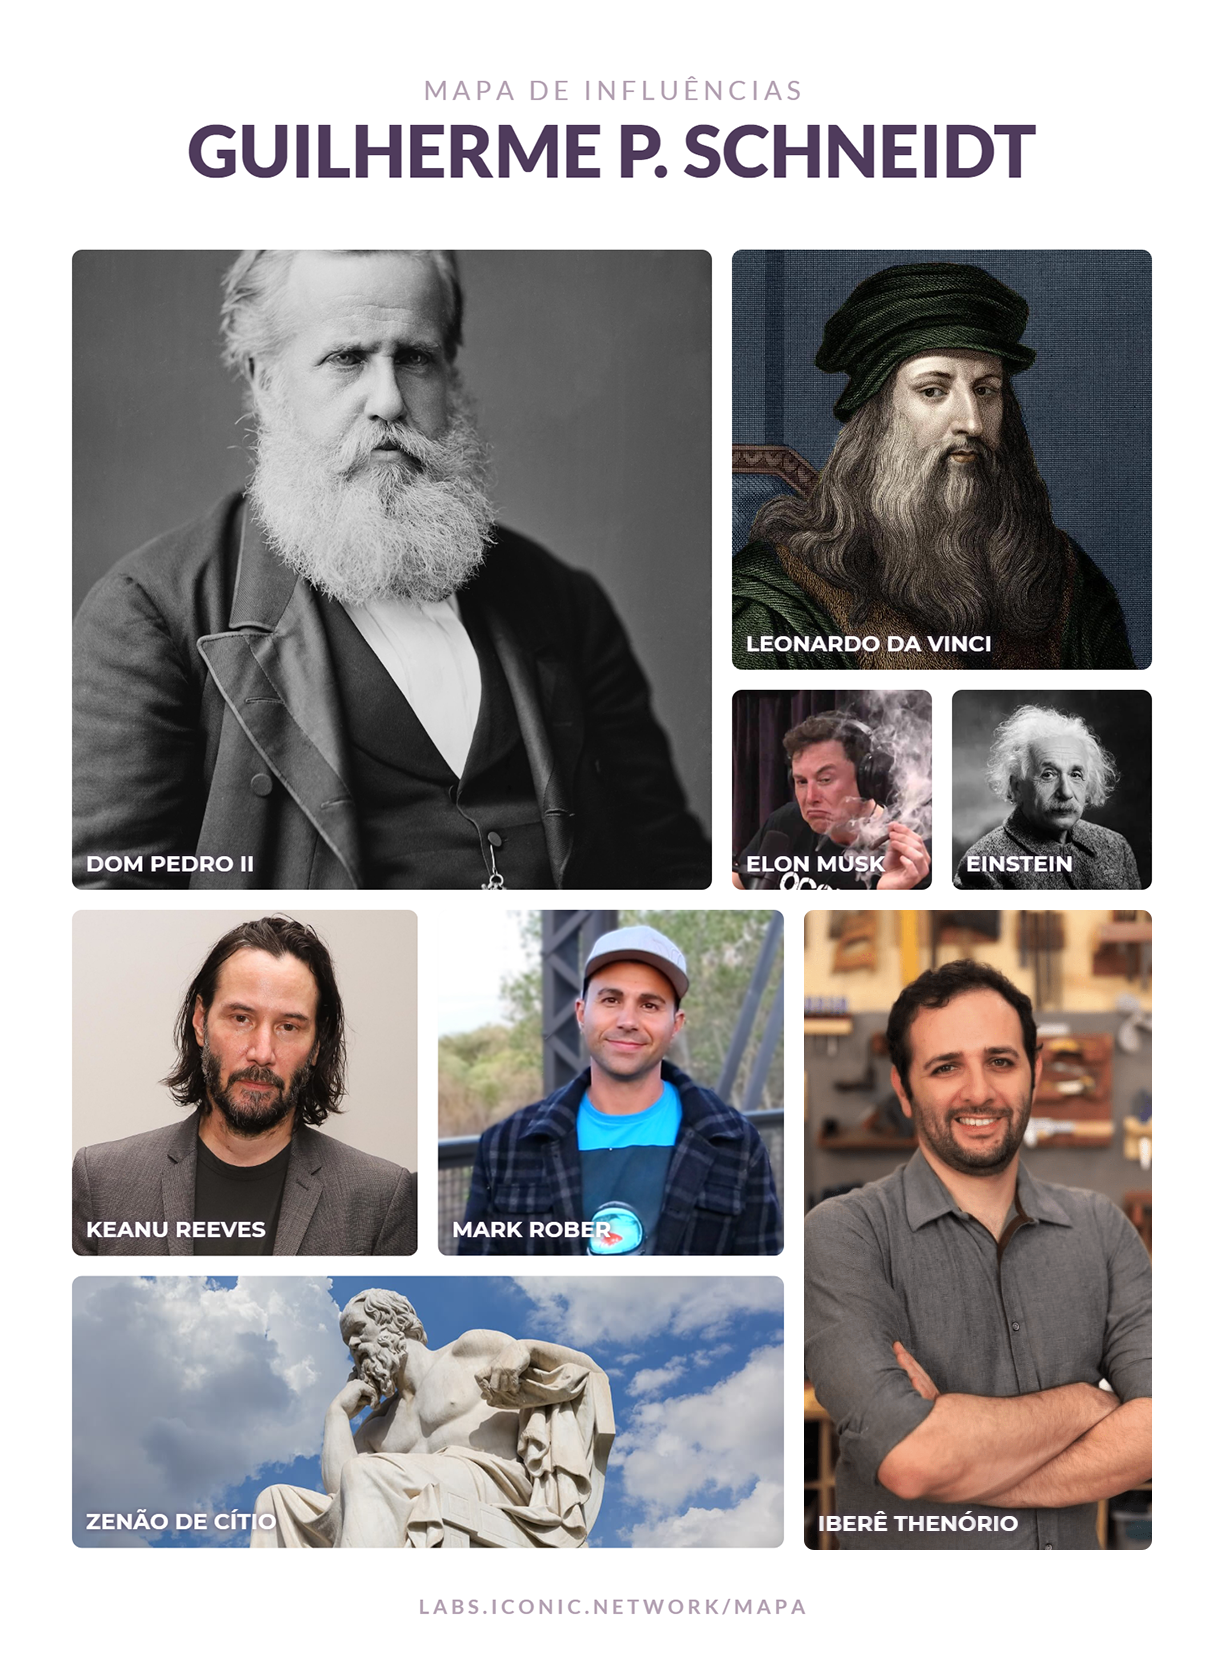 MAPA DE INFLUÊNCIAS
GUILHERME P. SCHNEIDT
DOM PEDRO II
LEONARDO DA VINCI
ELON MUSK
EINSTEIN
KEANU REEVES
MARK ROBER
ZENÃO DE CÍTIO
IBERÊ THENÓRIO
LABS.ICONIC.NETWORK/MAPA